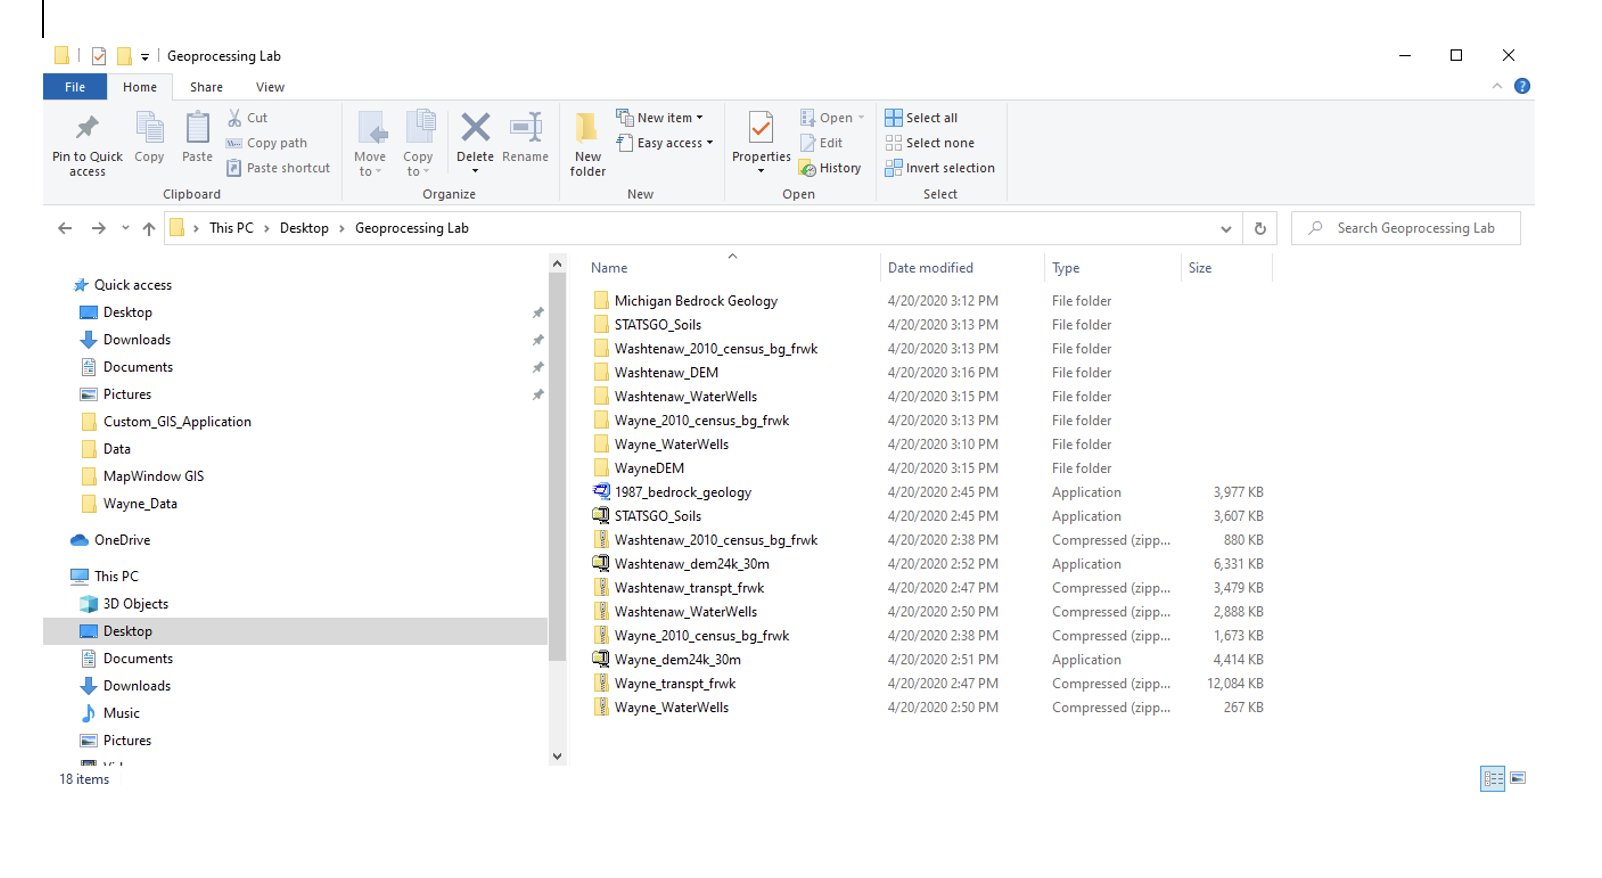 Geoprocessing Lab
File Home Share View
Pin to Quick access
Copy
Paste
Cut
Copy path
Paste shortcut
Clipboard
Move to
Copy to
Delete
Rename
Organize
New folder
New item
Easy access
New
Properties
Open
Edit
History
Open
Select all
Select none
Invert selection
Select
This PC > Desktop > Geoprocessing Lab
Search Geoprocessing Lab
Quick access
Desktop
Downloads
Documents
Pictures
Custom_GIS_Application
Data
MapWindow GIS
Wayne_Data
OneDrive
This PC
3D Objects
Desktop
Documents
Downloads
Music
Pictures
Name Date modified Type Size
Michigan Bedrock Geology 4/20/2020 3:12 PM File folder
STATSGO_Soils 4/20/2020 3:13 PM File folder
Washtenaw_2010_census_bg_frwk 4/20/2020 3:13 PM File folder
Washtenaw_DEM 4/20/2020 3:16 PM File folder
Washtenaw_WaterWells 4/20/2020 3:15 PM File folder
Wayne_2010_census_bg_frwk 4/20/2020 3:13 PM File folder
Wayne_WaterWells 4/20/2020 3:10 PM File folder
WayneDEM 4/20/2020 3:15 PM File folder
1987_bedrock_geology 4/20/2020 2:45 PM Application 3,977 KB
STATSGO_Soils 4/20/2020 2:45 PM Application 3,607 KB
Washtenaw_2010_census_bg_frwk 4/20/2020 2:38 PM Compressed (zipp... 880 KB
Washtenaw_dem24k_30m 4/20/2020 2:52 PM Application 6,331 KB
Washtenaw_transpt_frwk 4/20/2020 2:47 PM Compressed (zipp... 3,479 KB
Washtenaw_WaterWells 4/20/2020 2:50 PM Compressed (zipp... 2,888 KB
Wayne_2010_census_bg_frwk 4/20/2020 2:38 PM Compressed (zipp... 1,673 KB
Wayne_dem24k_30m 4/20/2020 2:51 PM Application 4,414 KB
Wayne_transpt_frwk 4/20/2020 2:47 PM Compressed (zipp... 12,084 KB
Wayne_WaterWells 4/20/2020 2:50 PM Compressed (zipp... 267 KB
18 items